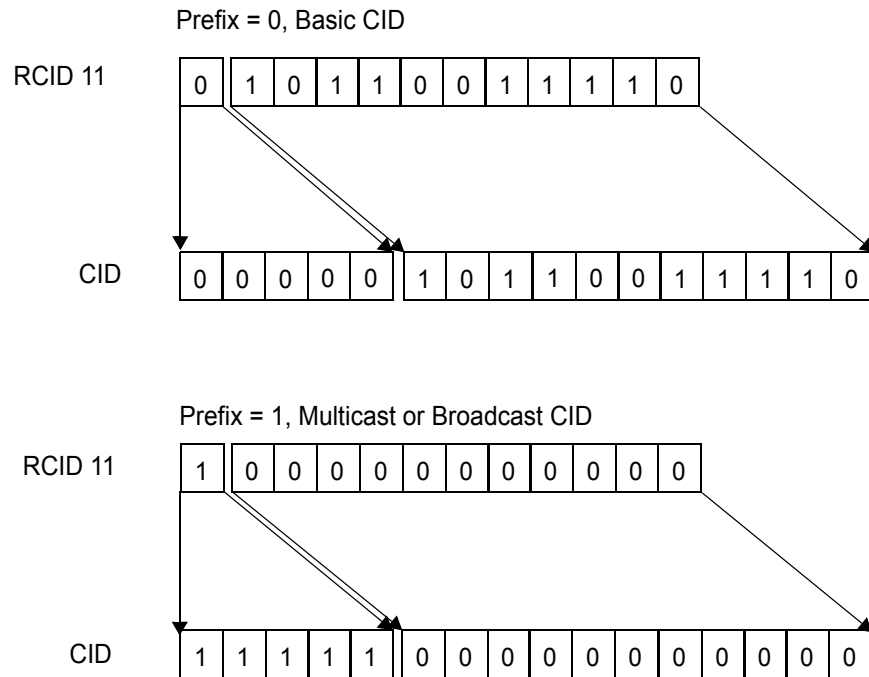 Prefix = 0, Basic CID
RCID 11 0 1 0 1 1 0 0 1 1 1 1 0
CID 0 0 0 0 0 1 0 1 1 0 0 1 1 1 1 0
Prefix = 1, Multicast or Broadcast CID
RCID 11 1 0 0 0 0 0 0 0 0 0 0 0
CID 1 1 1 1 1 0 0 0 0 0 0 0 0 0 0 0